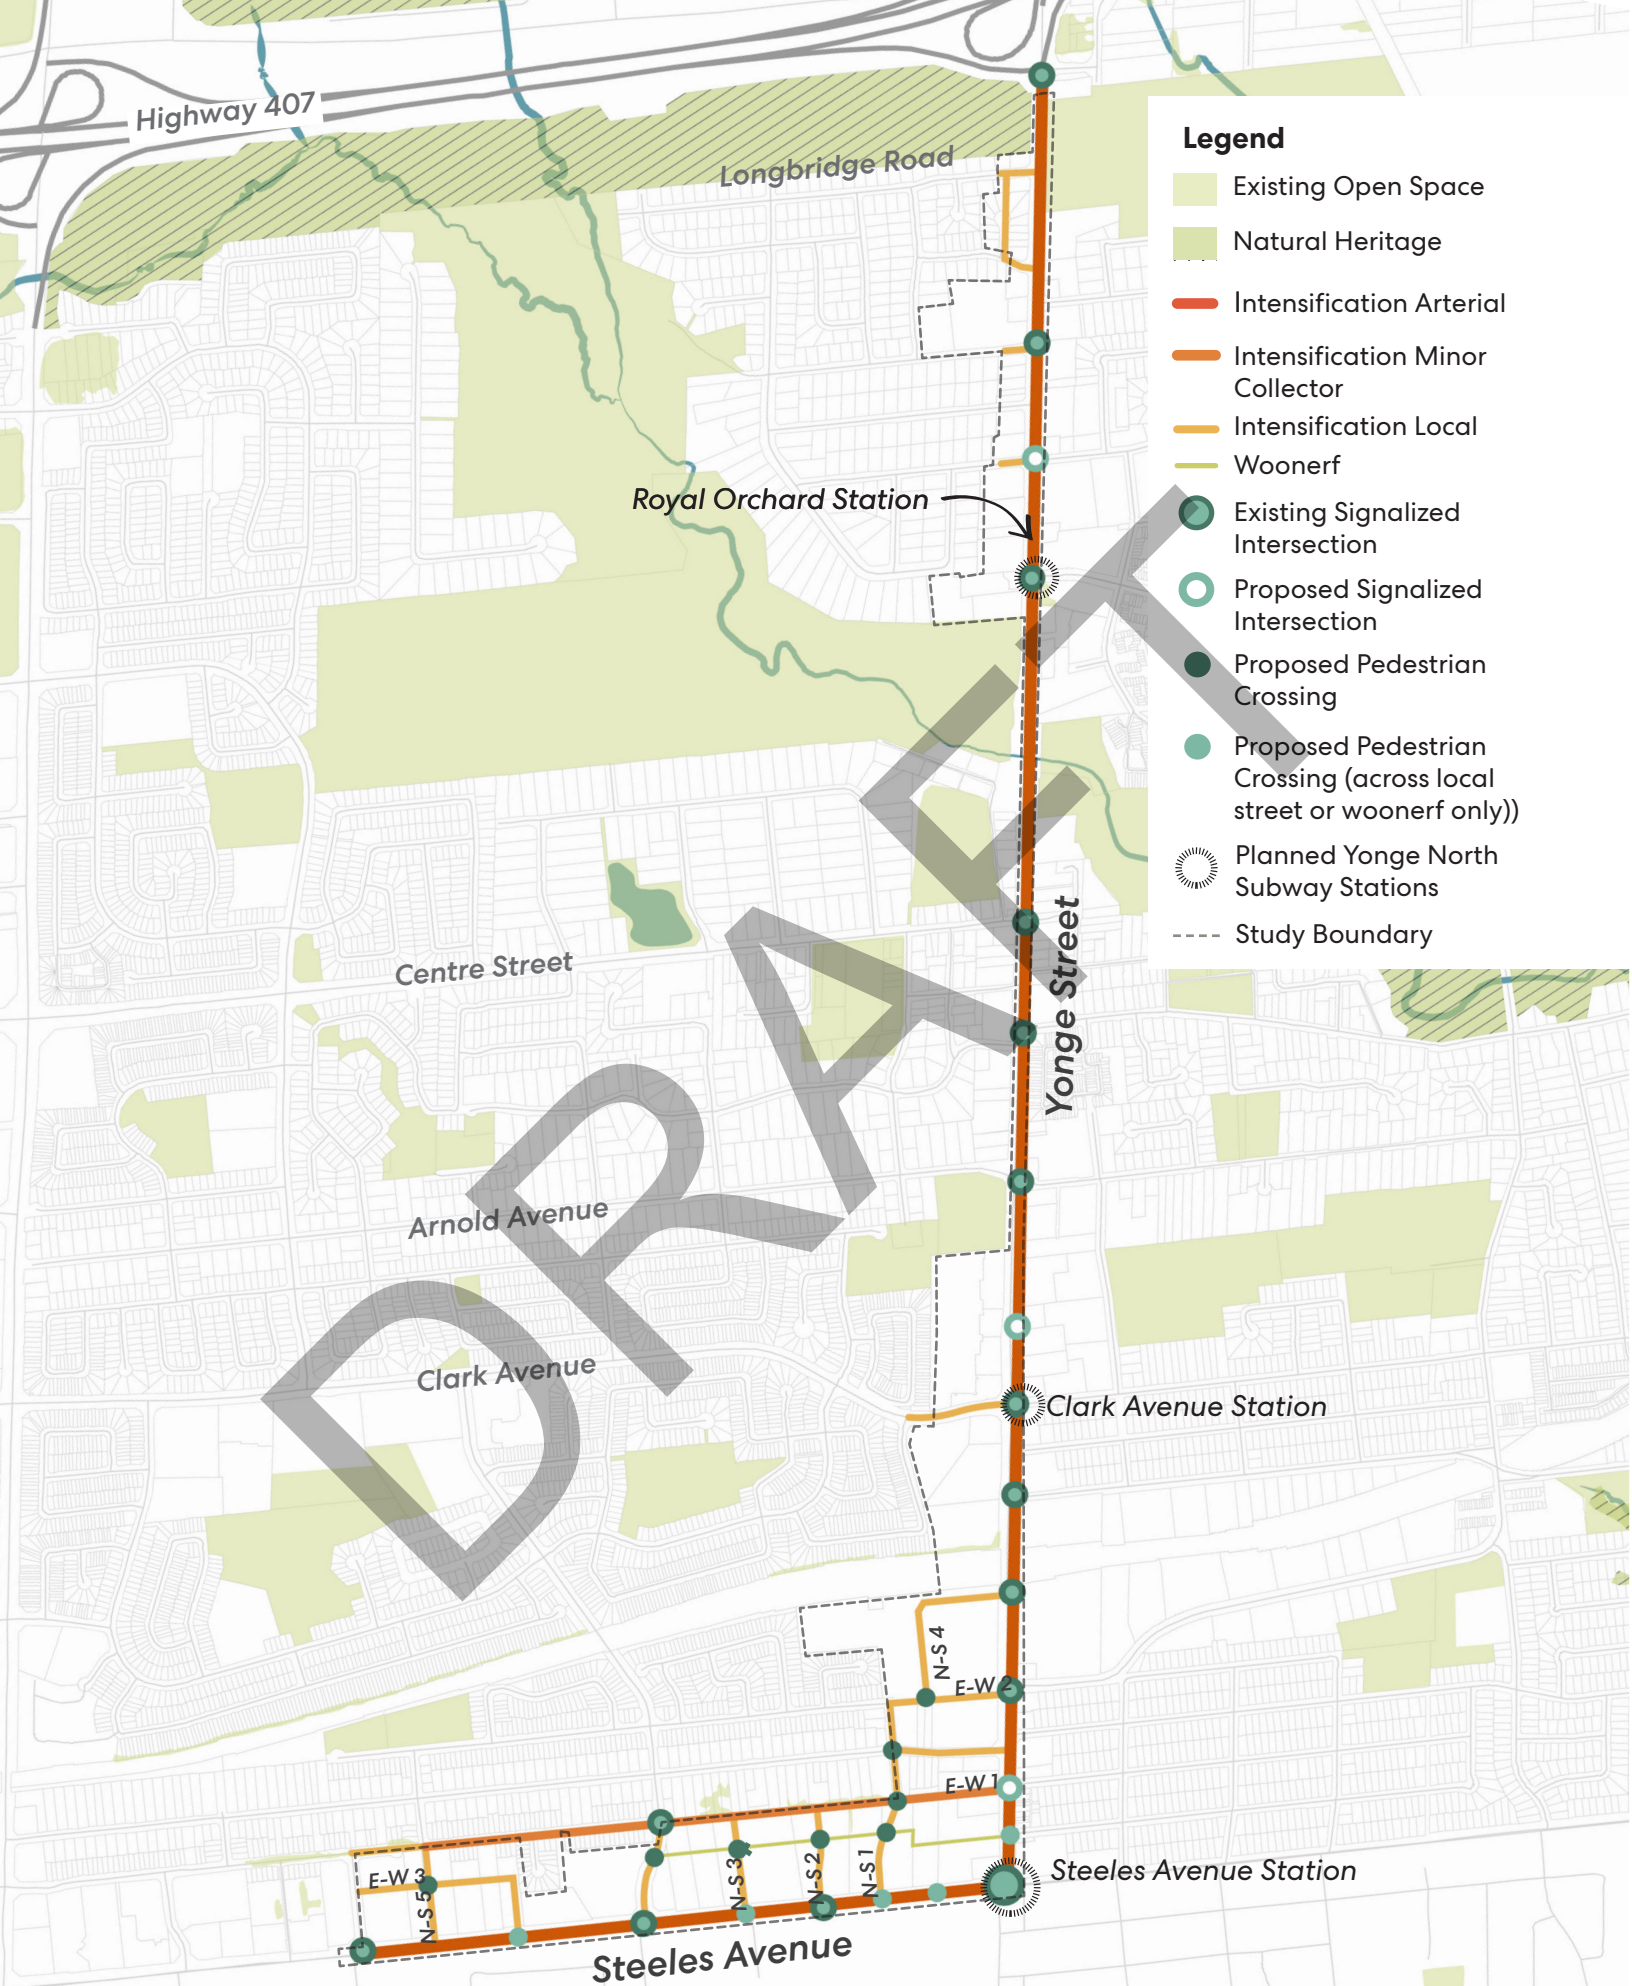 Highway 407
Longbridge Road
Legend
Existing Open Space
Natural Heritage
Intensification Arterial
Intensification Minor
Collector
Intensification Local
Woonerf
Existing Signalized
Intersection
Proposed Signalized
Intersection
Proposed Pedestrian
Crossing
Proposed Pedestrian
Crossing (across local
street or woonerf only))
Planned Yonge North
Subway Stations
Study Boundary
Royal Orchard Station
Yonge Street
Centre Street
DRAFT
Arnold Avenue
Clark Avenue
Clark Avenue Station
N-S 4
E-W 2
E-W 1
Steeles Avenue Station
E-W 3
N-S 5
N-S 3
N-S 2
N-S 1
Steeles Avenue